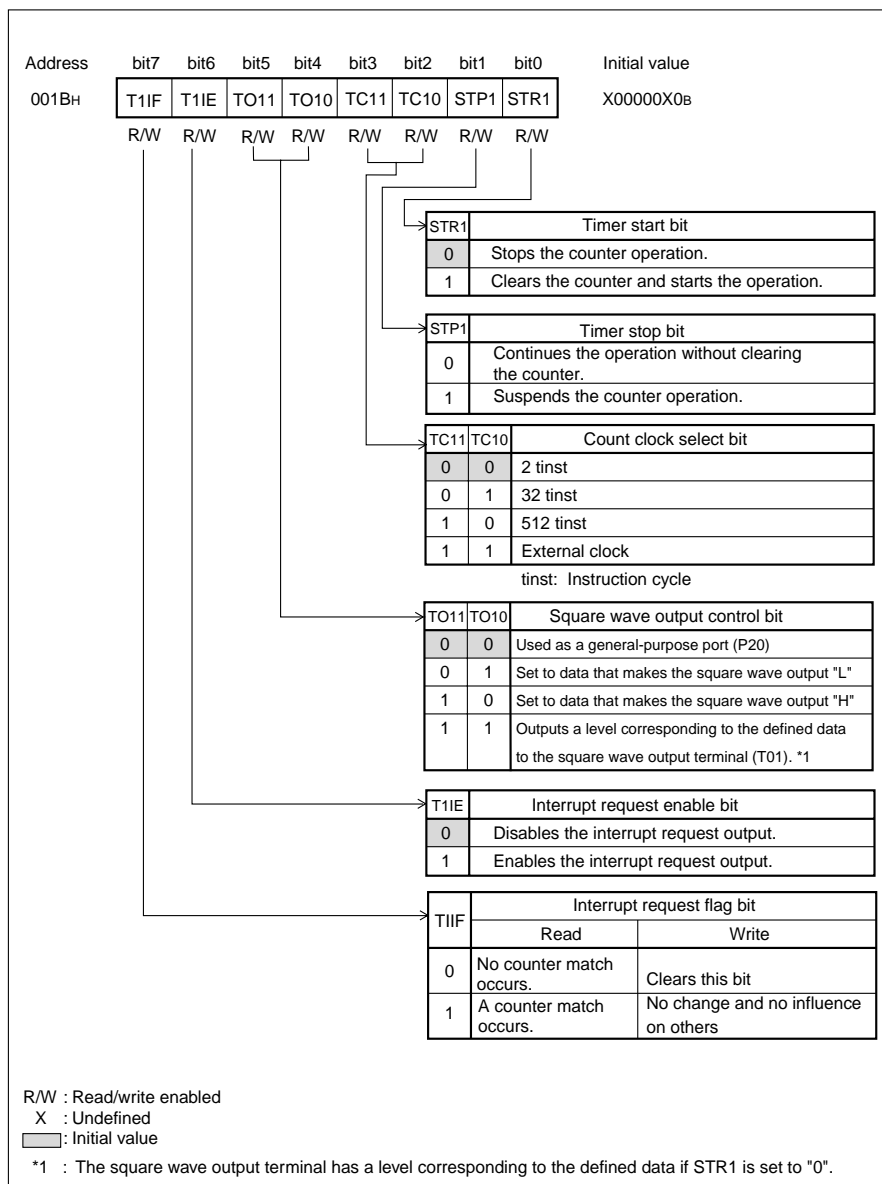 Address bit7 bit6 bit5 bit4 bit3 bit2 bit1 bit0 Initial value
001BH T1IF T1IE TO11 TO10 TC11 TC10 STP1 STR1 X00000X0B
R/W R/W R/W R/W R/W R/W R/W R/W
STR1 Timer start bit
0 Stops the counter operation.
1 Clears the counter and starts the operation.
STP1 Timer stop bit
0 Continues the operation without clearing
the counter.
1 Suspends the counter operation.
TC11 TC10 Count clock select bit
0 0 2 tinst
0 1 32 tinst
1 0 512 tinst
1 1 External clock
tinst: Instruction cycle
TO11 TO10 Square wave output control bit
0 0 Used as a general-purpose port (P20)
0 1 Set to data that makes the square wave output "L"
1 0 Set to data that makes the square wave output "H"
1 1 Outputs a level corresponding to the defined data
to the square wave output terminal (T01). *1
T1IE Interrupt request enable bit
0 Disables the interrupt request output.
1 Enables the interrupt request output.
TIIF Interrupt request flag bit
Read Write
0 No counter match
occurs. Clears this bit
1 A counter match No change and no influence
occurs. on others
R/W : Read/write enabled
X : Undefined
: Initial value
*1 : The square wave output terminal has a level corresponding to the defined data if STR1 is set to "0".